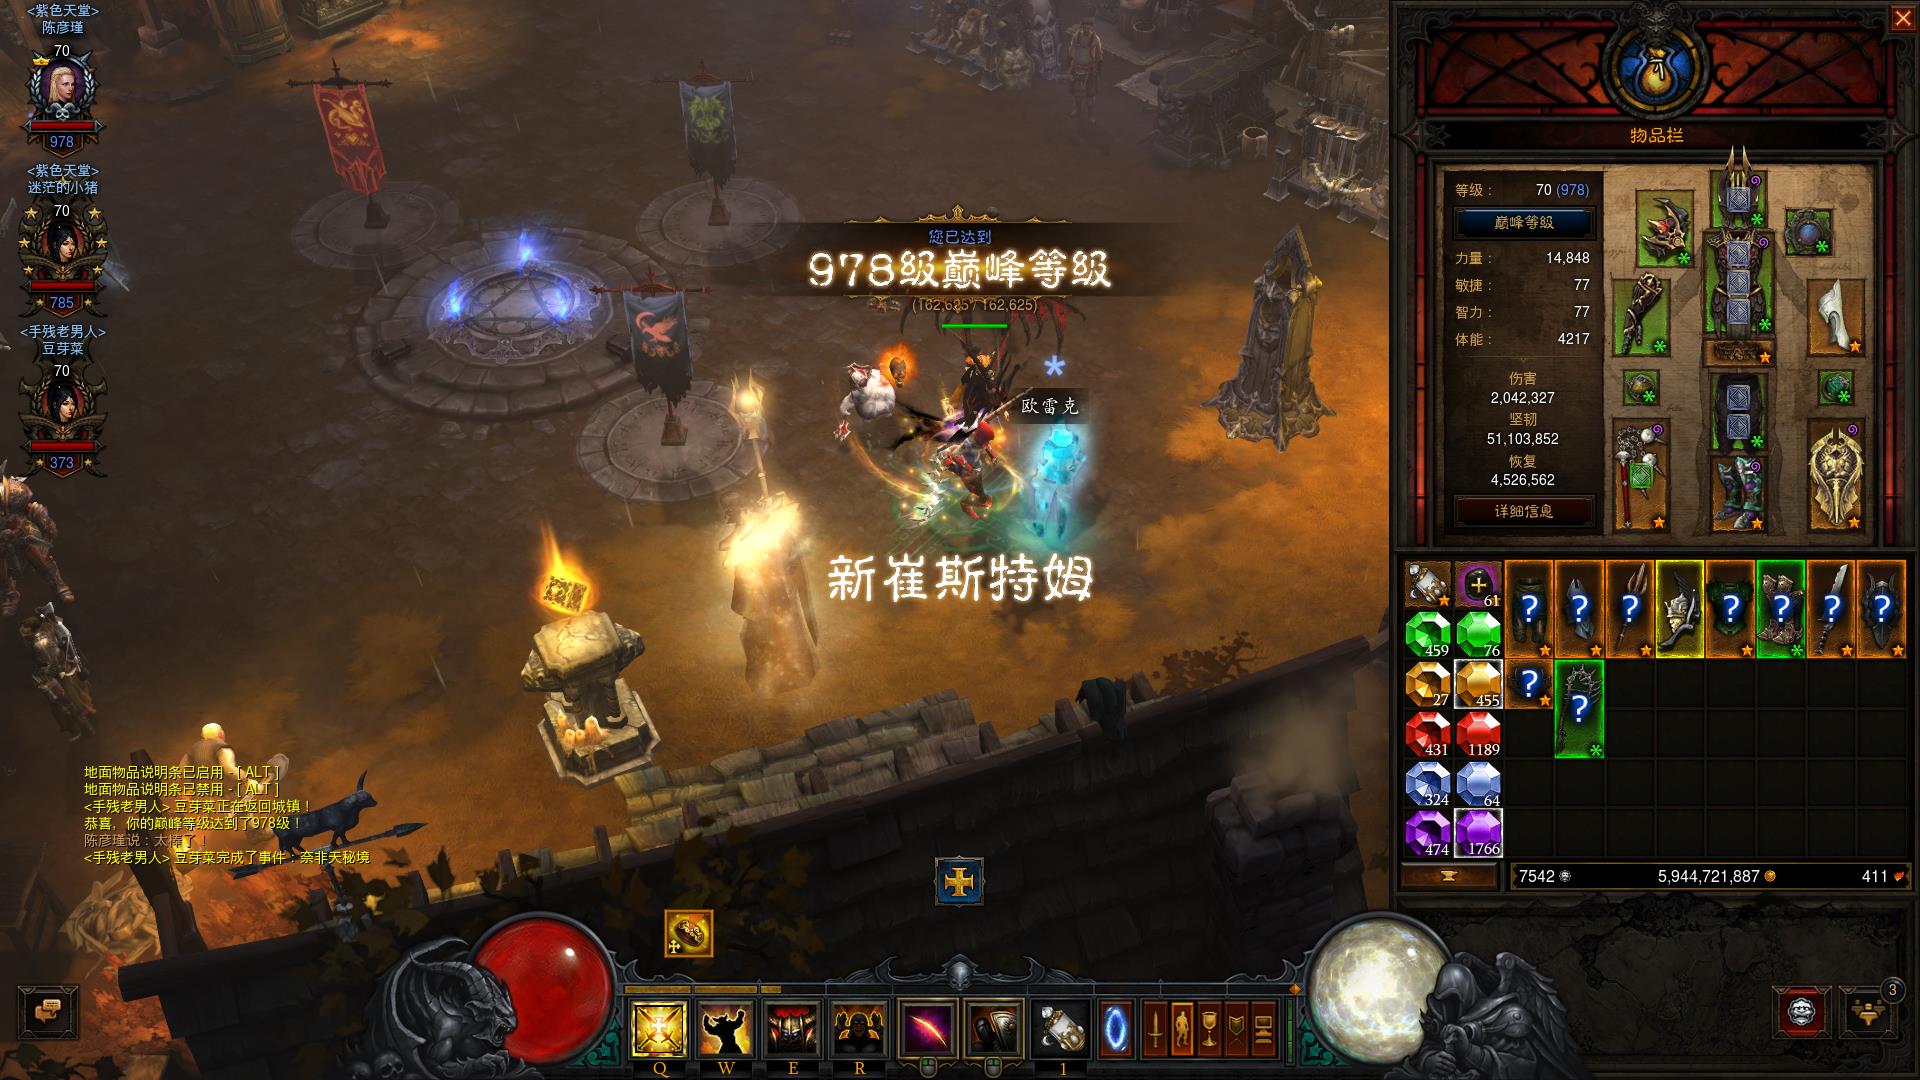 <紫色天堂>
陈彦瑾
70
978
<紫色天堂>
迷茫的小猪
70
785
<手残老男人>
豆芽菜
70
373
您已达到
978级巅峰等级
(162,625 / 162,625)
欧雷克
新崔斯特姆
地面物品说明条已启用 - [ ALT ]
地面物品说明条已禁用 - [ ALT ]
<手残老男人> 豆芽菜正在返回城镇！
恭喜，你的巅峰等级达到了978级！
陈彦瑾说：太棒了！
<手残老男人> 豆芽菜完成了事件：奈非天秘境
Q
W
E
R
1
物品栏
等级： 70 (978)
巅峰等级
力量： 14,848
敏捷： 77
智力： 77
体能： 4217
伤害
2,042,327
坚韧
51,103,852
恢复
4,526,562
详细信息
61
? ? ? ? ? ? ?
459 76
27 455 ?
?
431 1189
324 64
474 1766
7542 5,944,721,887 411
3